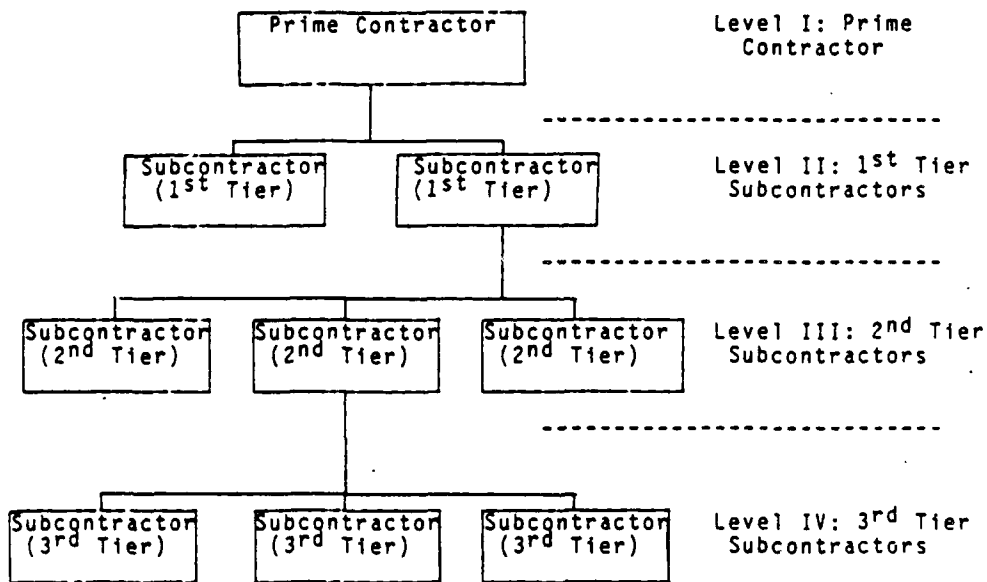 Prime Contractor
Level I: Prime
Contractor
Subcontractor
(1st Tier)
Subcontractor
(1st Tier)
Level II: 1st Tier
Subcontractors
Subcontractor
(2nd Tier)
Subcontractor
(2nd Tier)
Subcontractor
(2nd Tier)
Level III: 2nd Tier
Subcontractors
Subcontractor
(3rd Tier)
Subcontractor
(3rd Tier)
Subcontractor
(3rd Tier)
Level IV: 3rd Tier
Subcontractors